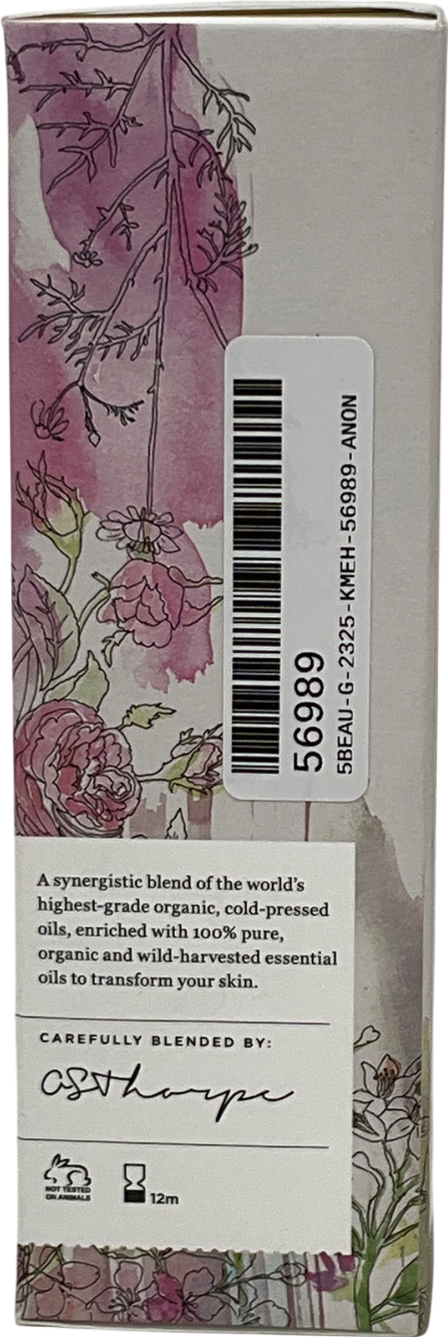 56989
5BEAU-G-2325-KMEH-56989-ANON
A synergistic blend of the world's
highest-grade organic, cold-pressed
oils, enriched with 100% pure,
organic and wild-harvested essential
oils to transform your skin.
CAREFULLY BLENDED BY:
asthorpe
NOT TESTED
ON ANIMALS
12m